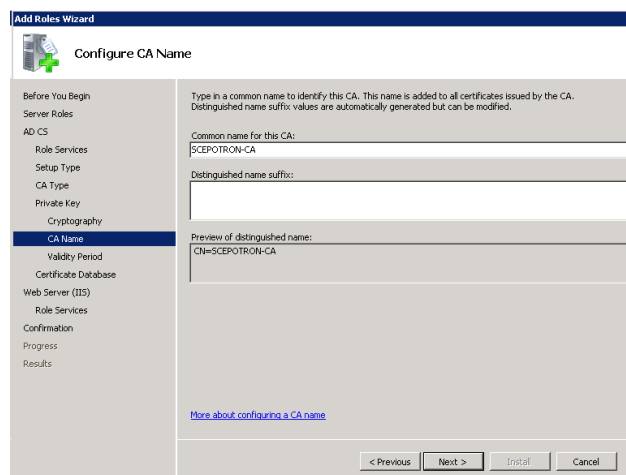 Add Roles Wizard
Configure CA Name
Before You Begin
Server Roles
AD CS
Role Services
Setup Type
CA Type
Private Key
Cryptography
CA Name
Validity Period
Certificate Database
Web Server (IIS)
Role Services
Confirmation
Progress
Results
Type in a common name to identify this CA. This name is added to all certificates issued by the CA.
Distinguished name suffix values are automatically generated but can be modified.
Common name for this CA:
SCEPOTRON-CA
Distinguished name suffix:
Preview of distinguished name:
CN=SCEPOTRON-CA
More about configuring a CA name
< Previous
Next >
Install
Cancel